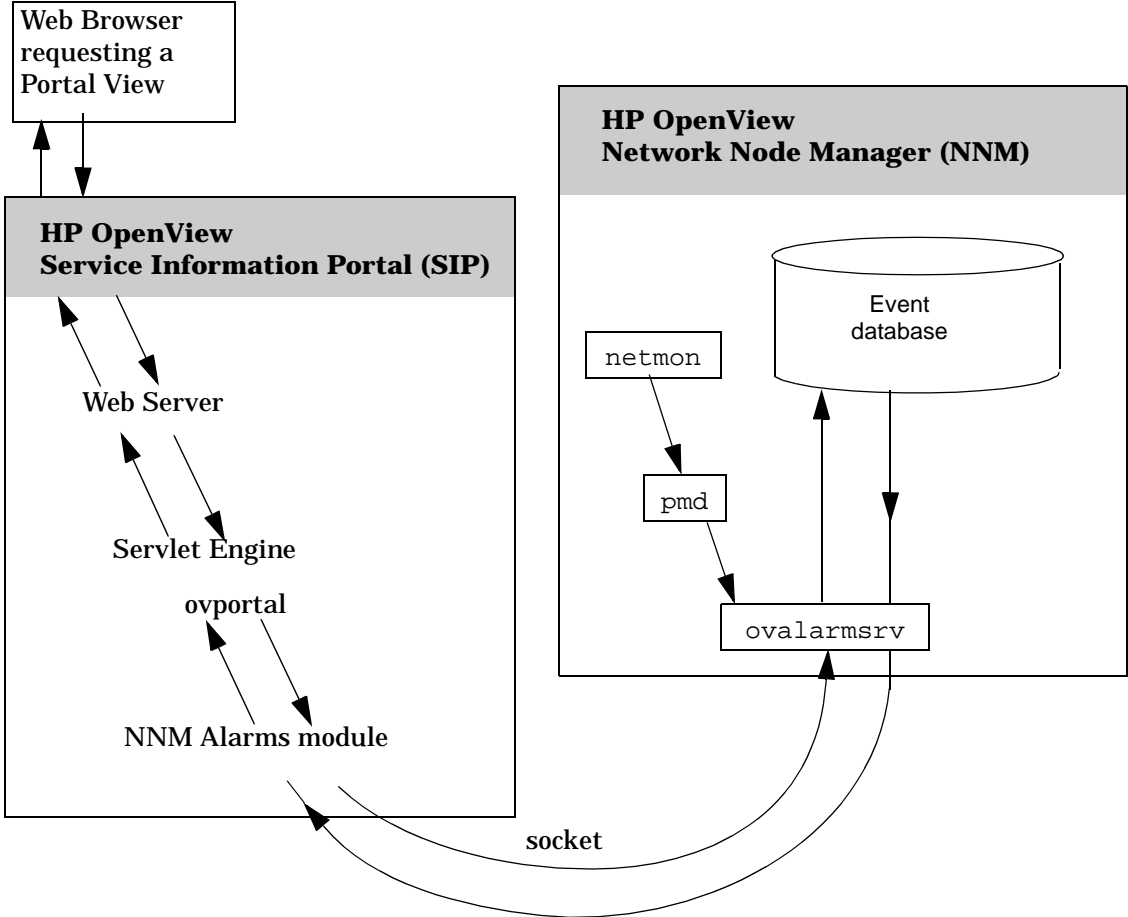 Web Browser
requesting a
Portal View
HP OpenView
Service Information Portal (SIP)
Web Server
Servlet Engine
ovportal
NNM Alarms module
socket
HP OpenView
Network Node Manager (NNM)
Event
database
netmon
pmd
ovalarmsrv